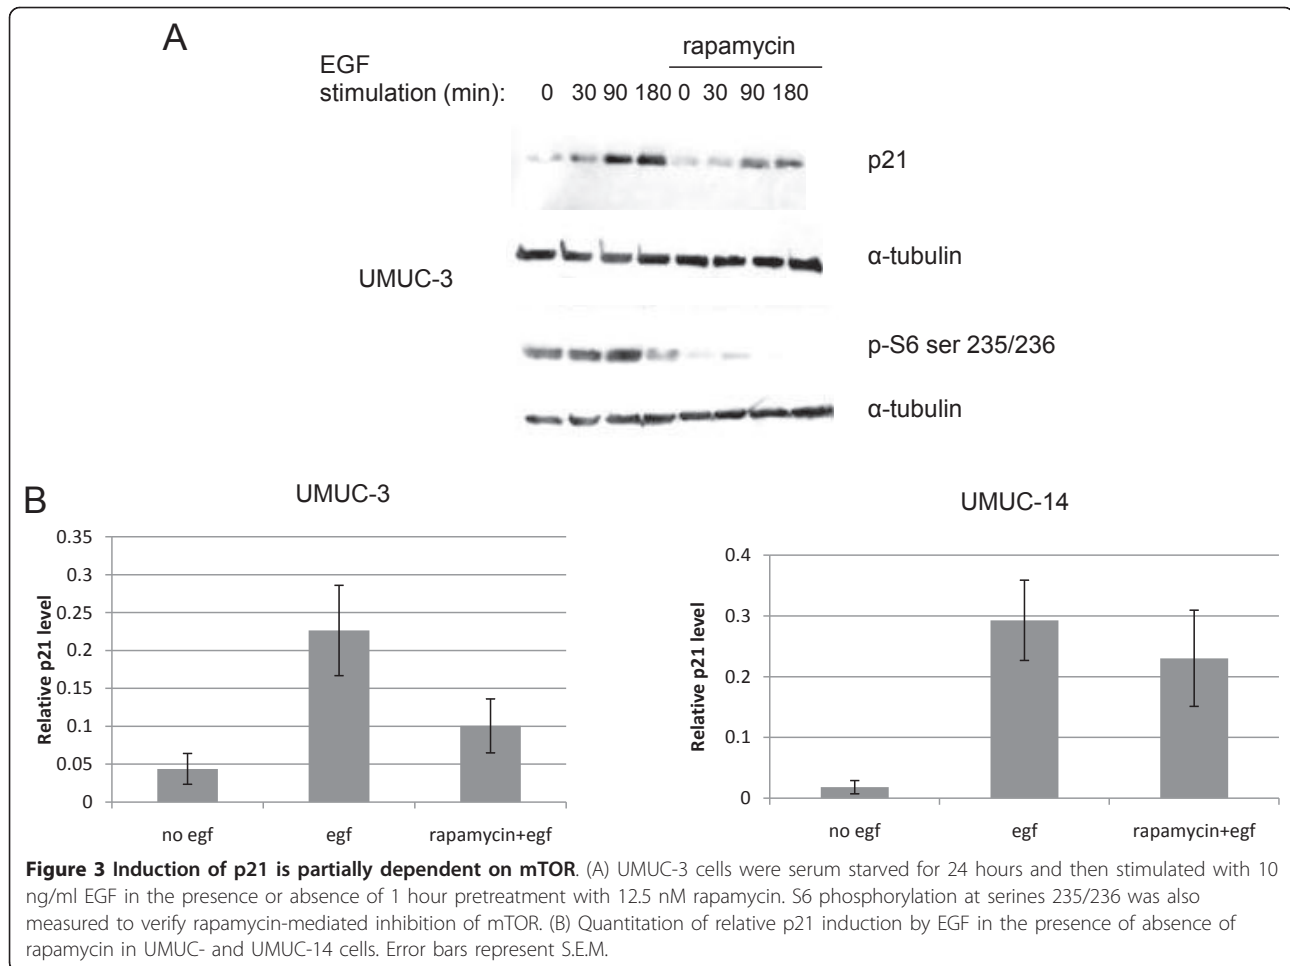 A
rapamycin
EGF
stimulation (min): 0 30 90 180 0 30 90 180
p21
α-tubulin
UMUC-3
p-S6 ser 235/236
α-tubulin
B
UMUC-3
Relative p21 level
0.35
0.3
0.25
0.2
0.15
0.1
0.05
0
no egf egf rapamycin+egf
UMUC-14
Relative p21 level
0.4
0.3
0.2
0.1
0
no egf egf rapamycin+egf
Figure 3 Induction of p21 is partially dependent on mTOR. (A) UMUC-3 cells were serum starved for 24 hours and then stimulated with 10
ng/ml EGF in the presence or absence of 1 hour pretreatment with 12.5 nM rapamycin. S6 phosphorylation at serines 235/236 was also
measured to verify rapamycin-mediated inhibition of mTOR. (B) Quantitation of relative p21 induction by EGF in the presence of absence of
rapamycin in UMUC- and UMUC-14 cells. Error bars represent S.E.M.